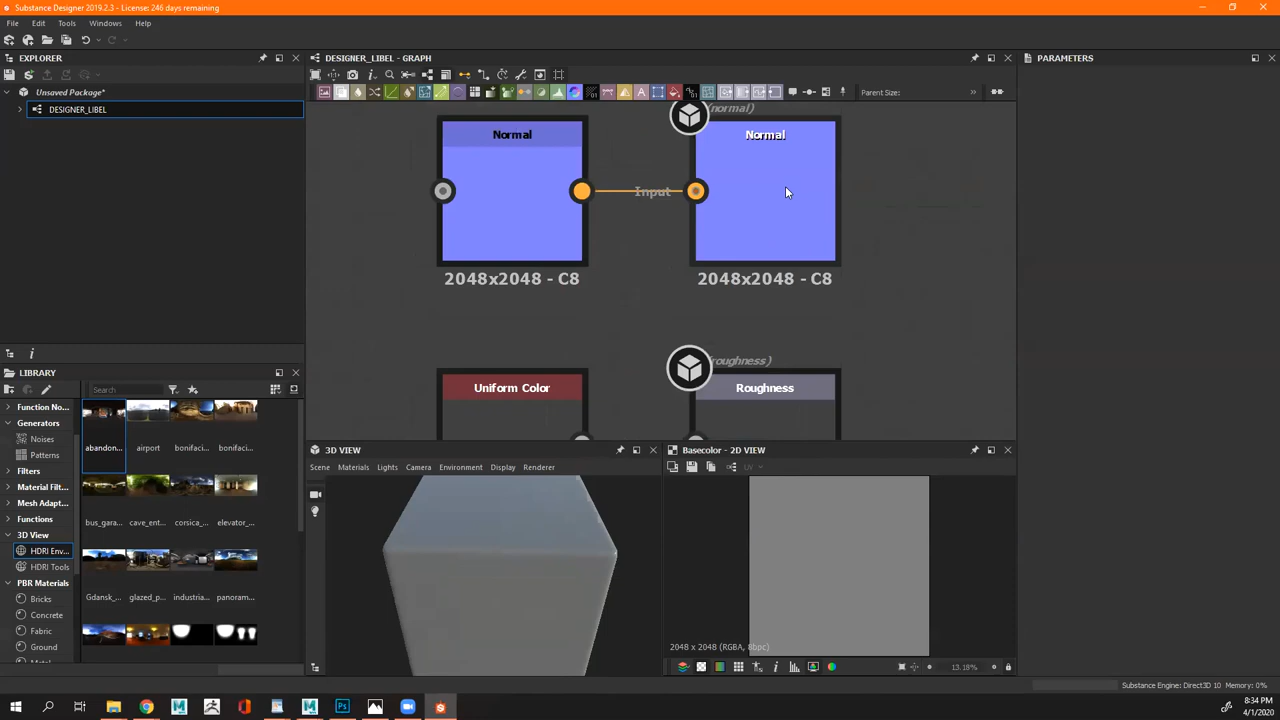 Substance Designer 2019.2.3 - License: 246 days remaining
File Edit Tools Windows Help
EXPLORER
Unsaved Package*
DESIGNER_LIBEL
DESIGNER_LIBEL - GRAPH
Parent Size: »
(normal)
Normal
Normal
Input
2048x2048 - C8
2048x2048 - C8
(roughness)
Uniform Color
Roughness
PARAMETERS
LIBRARY
Search
Function No...
Generators
Noises
Patterns
Filters
Material Filt...
Mesh Adapt...
Functions
3D View
HDRI Env...
HDRI Tools
PBR Materials
Bricks
Concrete
Fabric
Ground
abandon... airport bonifaci... bonifaci...
bus_gara... cave_ent... corsica_... elevator_...
Gdansk_... glazed_p... industria... panoram...
3D VIEW
Scene Materials Lights Camera Environment Display Renderer
Basecolor - 2D VIEW
UV
2048 x 2048 (RGBA, 8bpc)
13.18%
Substance Engine: Direct3D 10 Memory: 0%
8:34 PM
4/1/2020